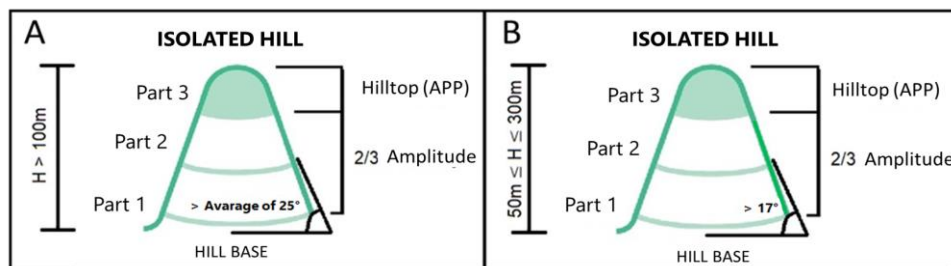 A
ISOLATED HILL
H > 100m
Part 3
Part 2
Part 1
Hilltop (APP)
2/3 Amplitude
> Avarage of 25°
HILL BASE
B
ISOLATED HILL
50m ≤ H ≤ 300m
Part 3
Part 2
Part 1
Hilltop (APP)
2/3 Amplitude
> 17°
HILL BASE